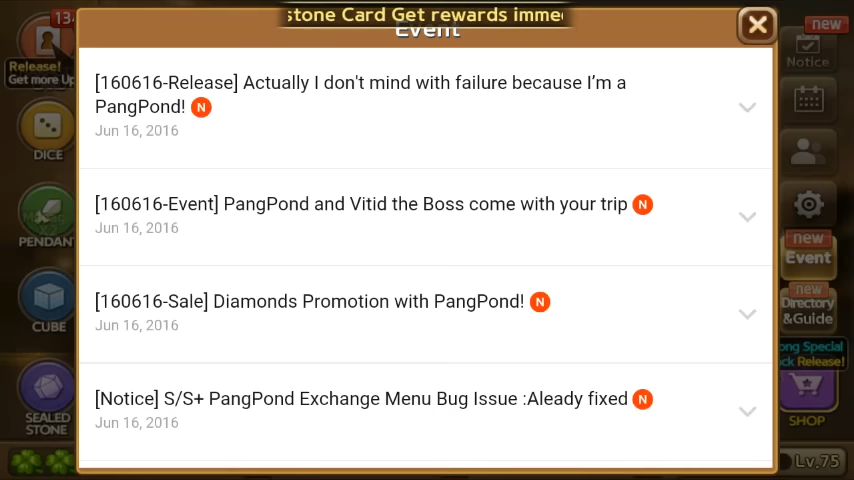 stone Card Get rewards imme
Event
[160616-Release] Actually I don't mind with failure because I’m a
PangPond! N
Jun 16, 2016
[160616-Event] PangPond and Vitid the Boss come with your trip N
Jun 16, 2016
[160616-Sale] Diamonds Promotion with PangPond! N
Jun 16, 2016
[Notice] S/S+ PangPond Exchange Menu Bug Issue :Aleady fixed N
Jun 16, 2016
134
Release!
Get more Up
DICE
PENDANT
CUBE
SEALED
STONE
new
Notice
new
Event
new
Directory
&Guide
ong Special
ck Release!
SHOP
Lv.75